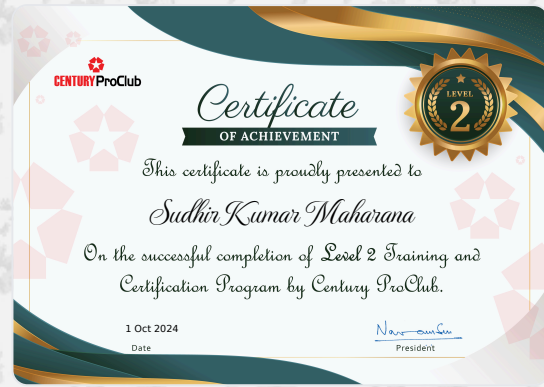 CENTURY ProClub
LEVEL
2
Certificate
OF ACHIEVEMENT
This certificate is proudly presented to
Sudhir Kumar Maharana
On the successful completion of Level 2 Training and
Certification Program by Century ProClub.
1 Oct 2024
Date
President